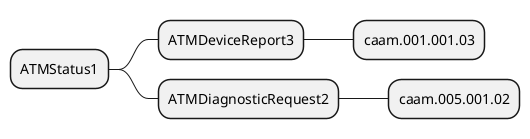 ATMStatus1
ATMDeviceReport3
caam.001.001.03
ATMDiagnosticRequest2
caam.005.001.02